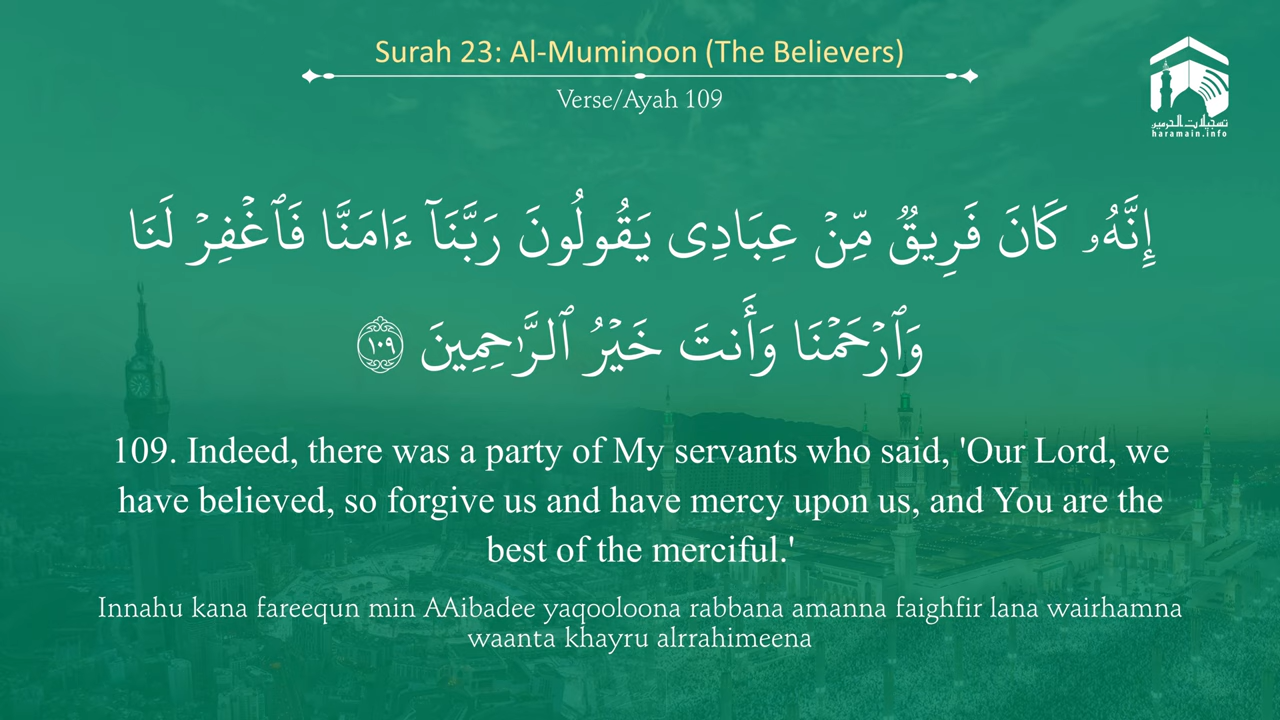 Surah 23: Al-Muminoon (The Believers)
Verse/Ayah 109
تسجيلات الحرمين
haramain.info
إِنَّهُۥ كَانَ فَرِيقٌۭ مِّنْ عِبَادِى يَقُولُونَ رَبَّنَآ ءَامَنَّا فَٱغْفِرْ لَنَا
وَٱرْحَمْنَا وَأَنتَ خَيْرُ ٱلرَّٰحِمِينَ ١٠٩
109. Indeed, there was a party of My servants who said, 'Our Lord, we
have believed, so forgive us and have mercy upon us, and You are the
best of the merciful.'
Innahu kana fareequn min AAibadee yaqooloona rabbana amanna faighfir lana wairhamna
waanta khayru alrrahimeena